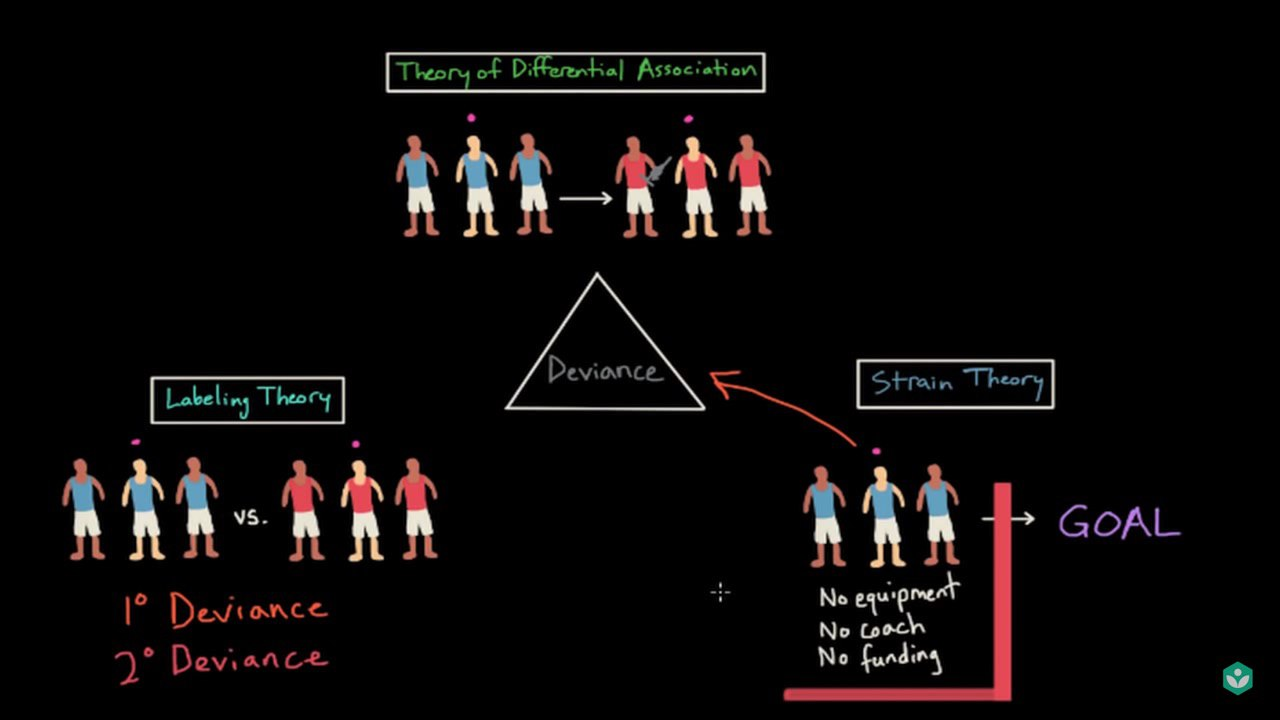 Theory of Differential Association
Deviance
Labeling Theory
vs.
1° Deviance
2° Deviance
Strain Theory
GOAL
No equipment
No coach
No funding